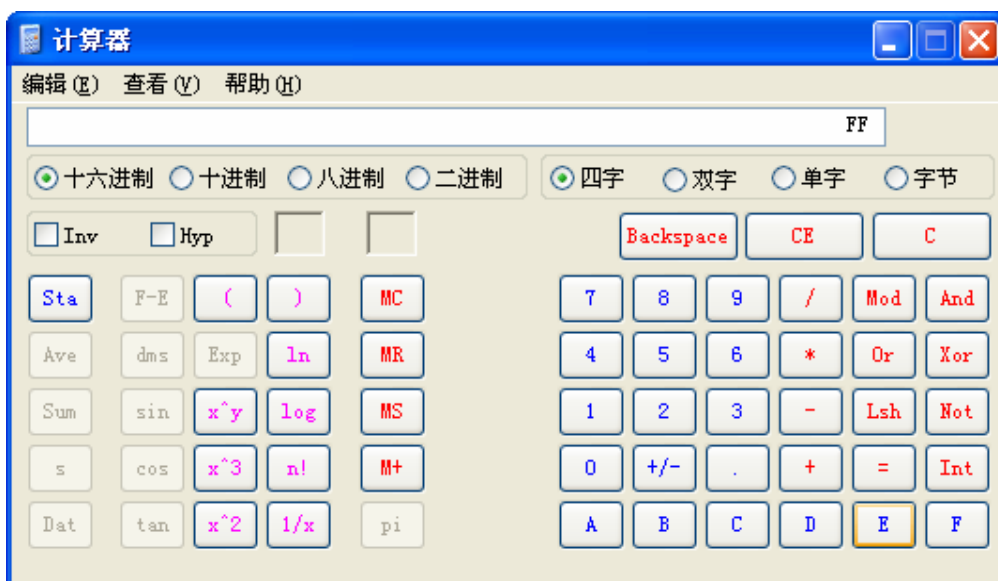 计算器
编辑(E) 查看(V) 帮助(H)
FF
十六进制 十进制 八进制 二进制 四字 双字 单字 字节
Inv Hyp Backspace CE C
Sta F-E ( ) MC 7 8 9 / Mod And
Ave dms Exp ln MR 4 5 6 * Or Xor
Sum sin x^y log MS 1 2 3 - Lsh Not
s cos x^3 n! M+ 0 +/- . + = Int
Dat tan x^2 1/x pi A B C D E F